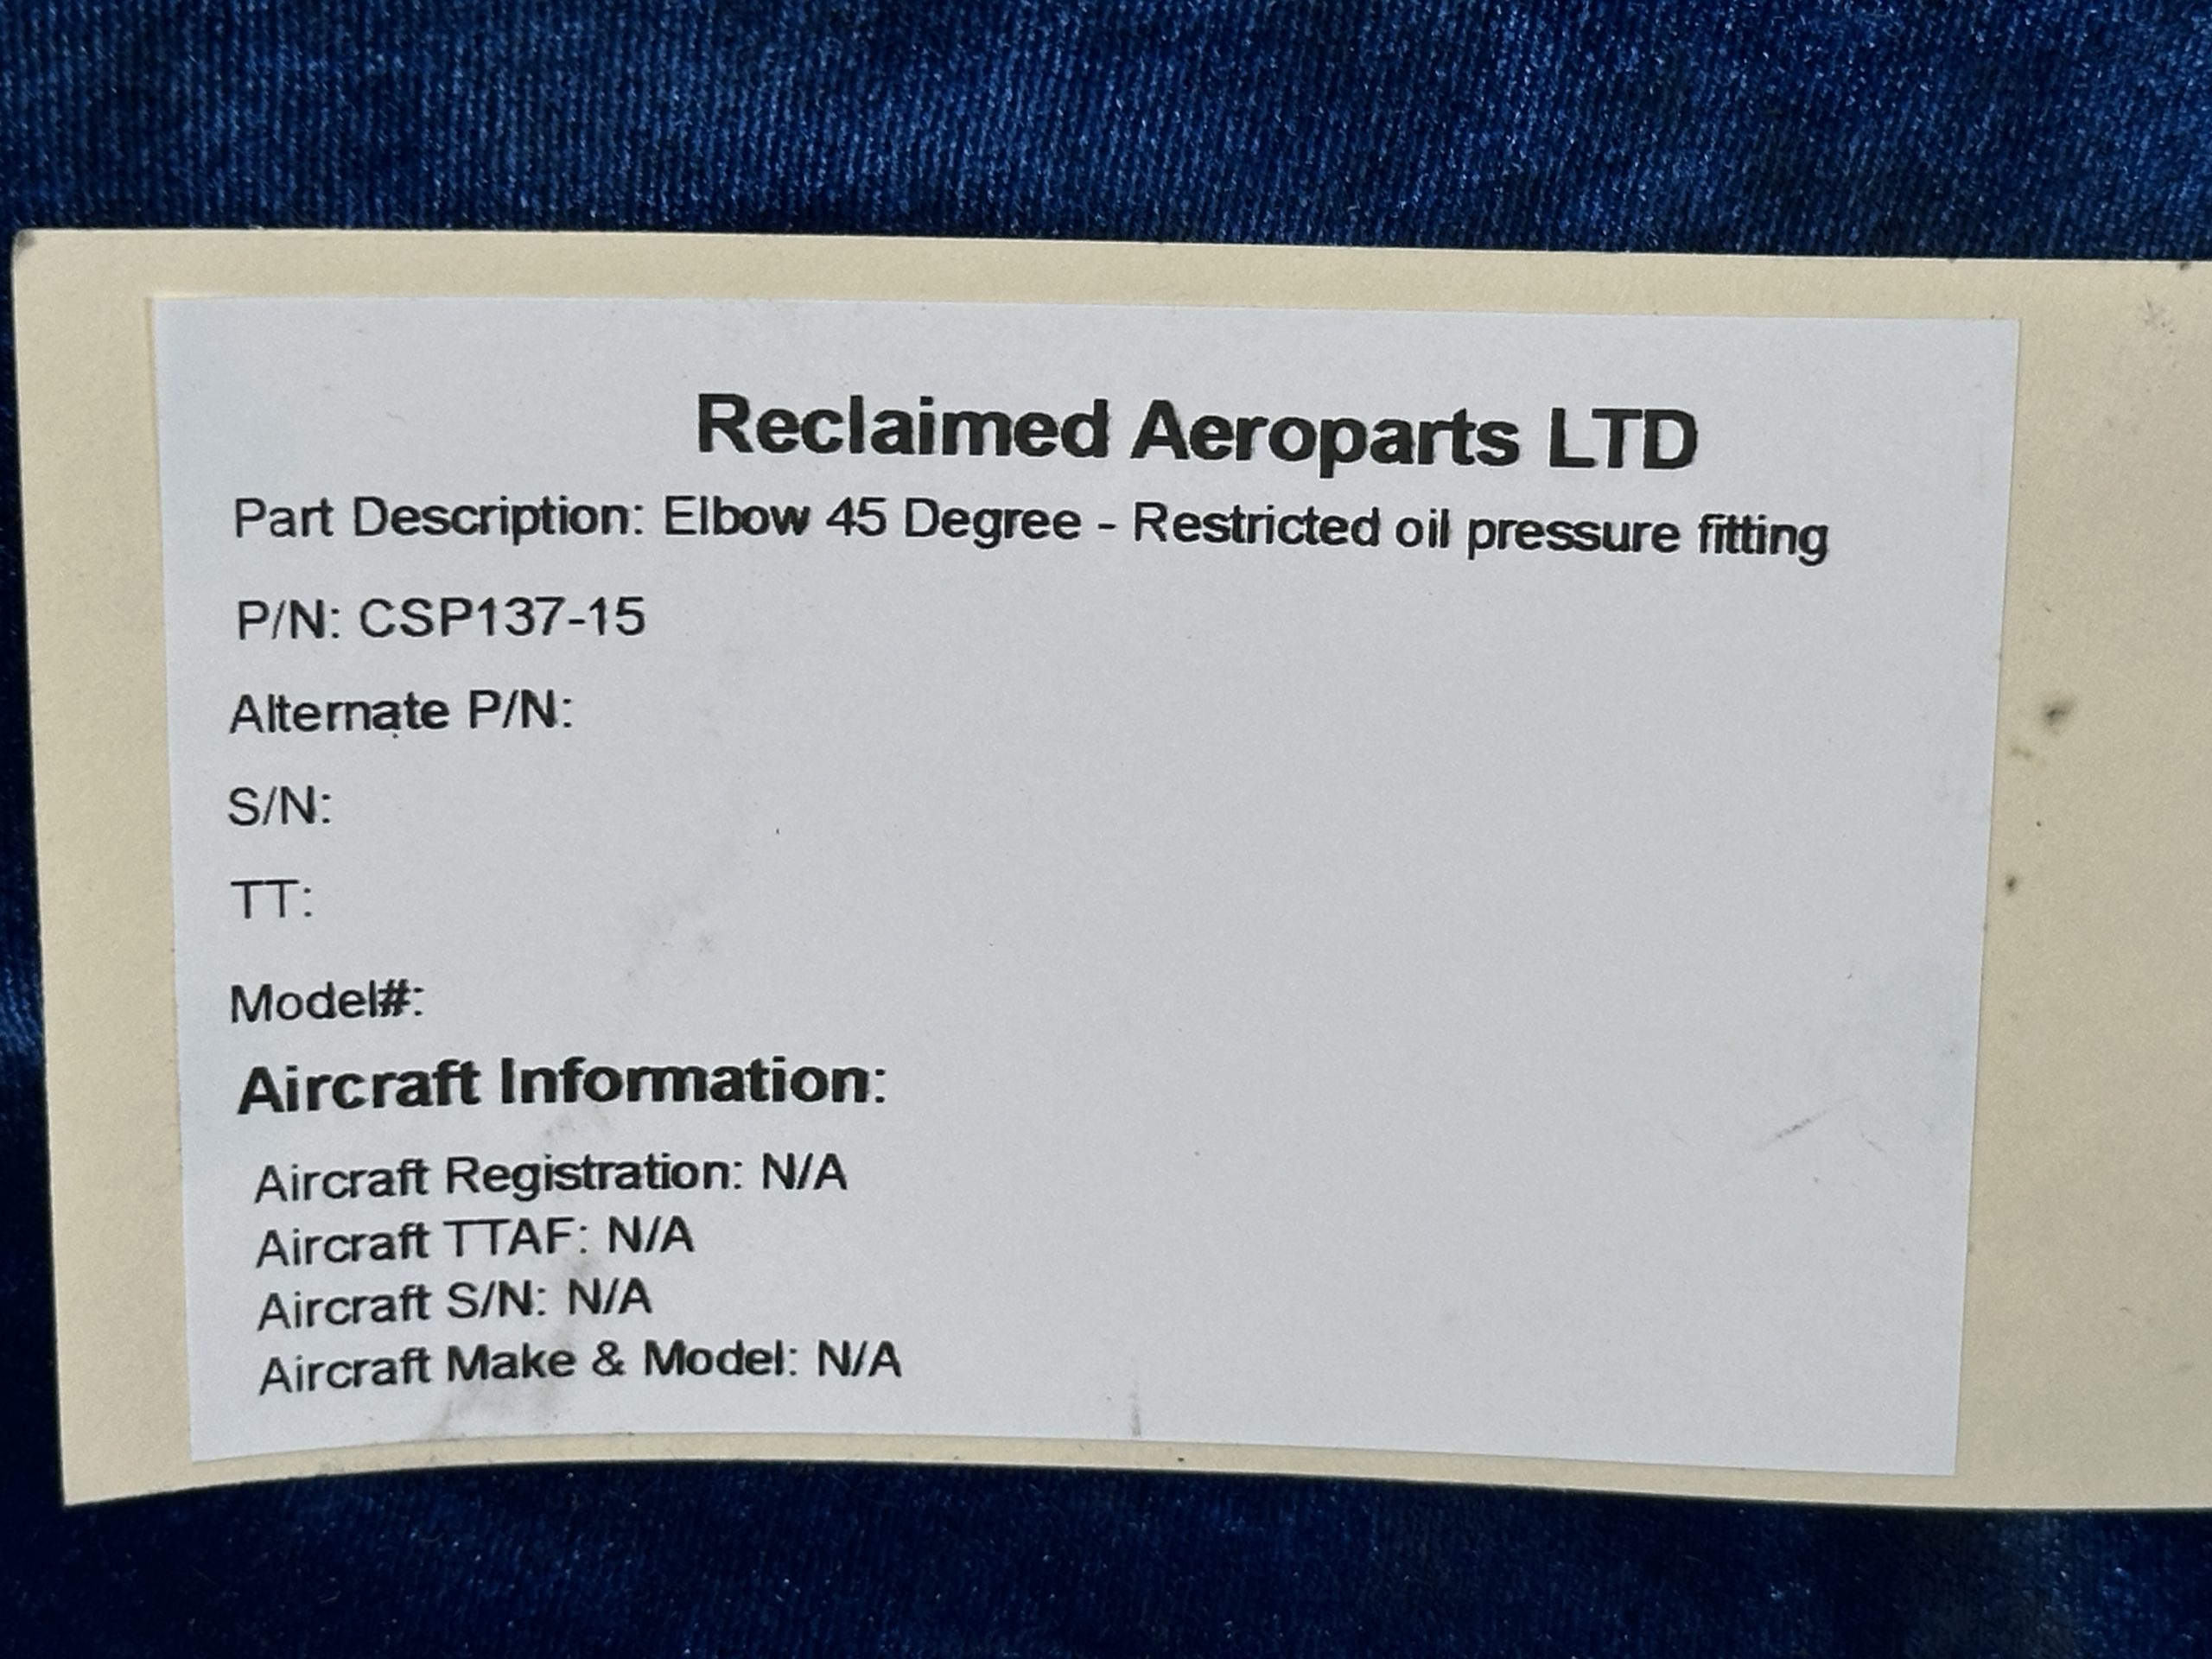 Reclaimed Aeroparts LTD
Part Description: Elbow 45 Degree - Restricted oil pressure fitting
P/N: CSP137-15
Alternate P/N:
S/N:
TT:
Model#:
Aircraft Information:
Aircraft Registration: N/A
Aircraft TTAF: N/A
Aircraft S/N: N/A
Aircraft Make & Model: N/A